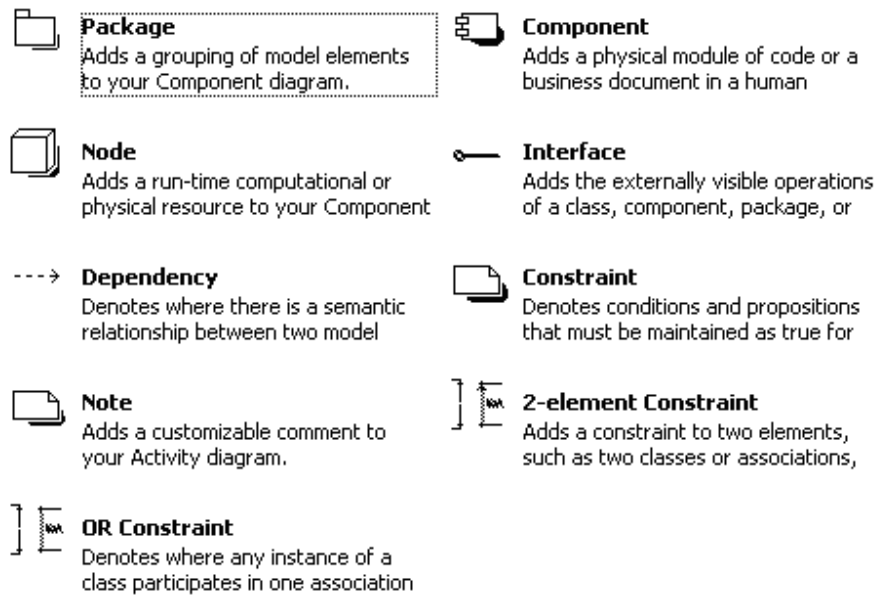 Package
Adds a grouping of model elements
to your Component diagram.
Component
Adds a physical module of code or a
business document in a human
Node
Adds a run-time computational or
physical resource to your Component
Interface
Adds the externally visible operations
of a class, component, package, or
Dependency
Denotes where there is a semantic
relationship between two model
Constraint
Denotes conditions and propositions
that must be maintained as true for
Note
Adds a customizable comment to
your Activity diagram.
2-element Constraint
Adds a constraint to two elements,
such as two classes or associations,
OR Constraint
Denotes where any instance of a
class participates in one association